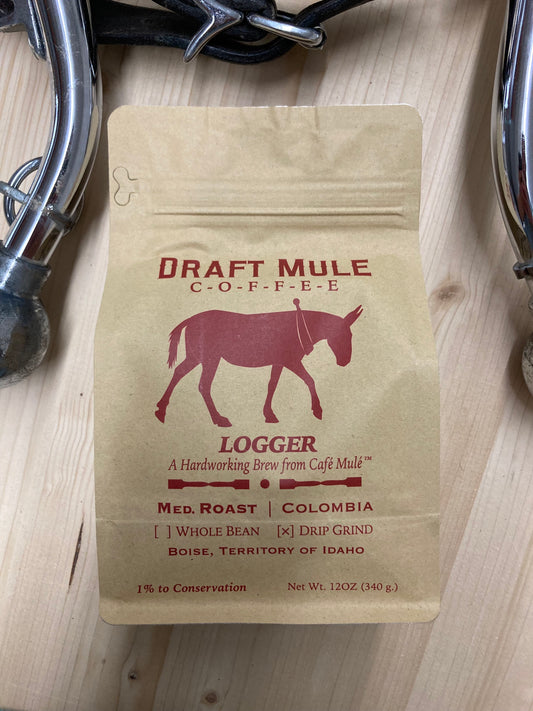 DRAFT MULE
C-O-F-F-E-E
LOGGER
A Hardworking Brew from Café Mulé™
MED. ROAST | COLOMBIA
[ ] WHOLE BEAN [×] DRIP GRIND
BOISE, TERRITORY OF IDAHO
1% to Conservation Net Wt. 12OZ (340 g.)